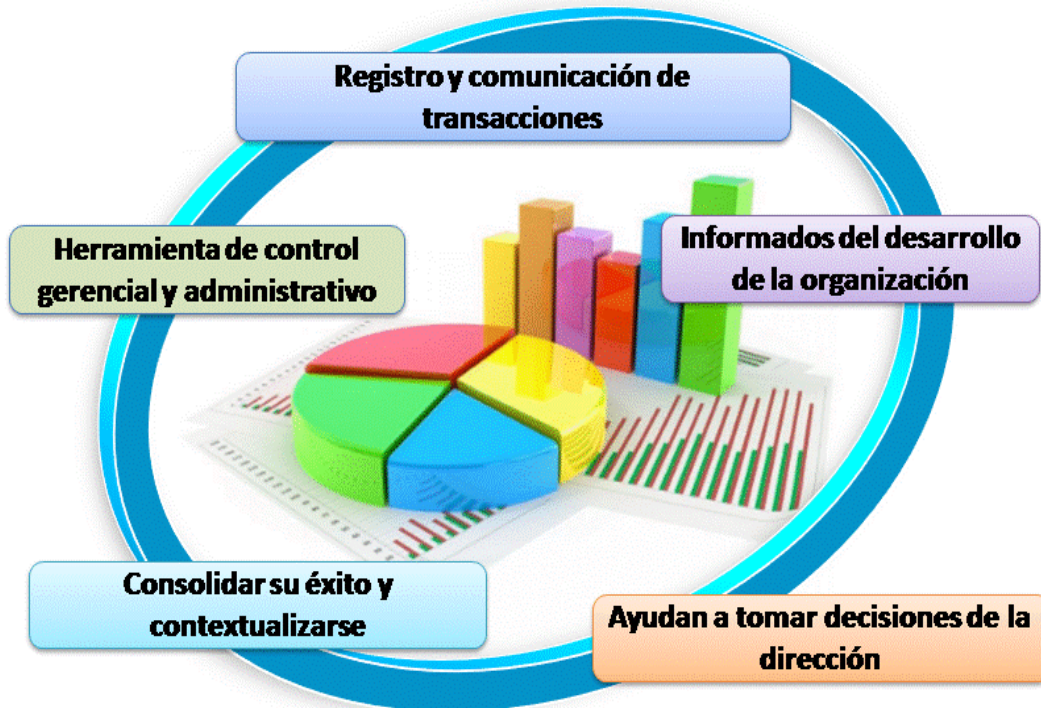 Registro y comunicación de
transacciones
Herramienta de control
gerencial y administrativo
Informados del desarrollo
de la organización
Consolidar su éxito y
contextualizarse
Ayudan a tomar decisiones de la
dirección